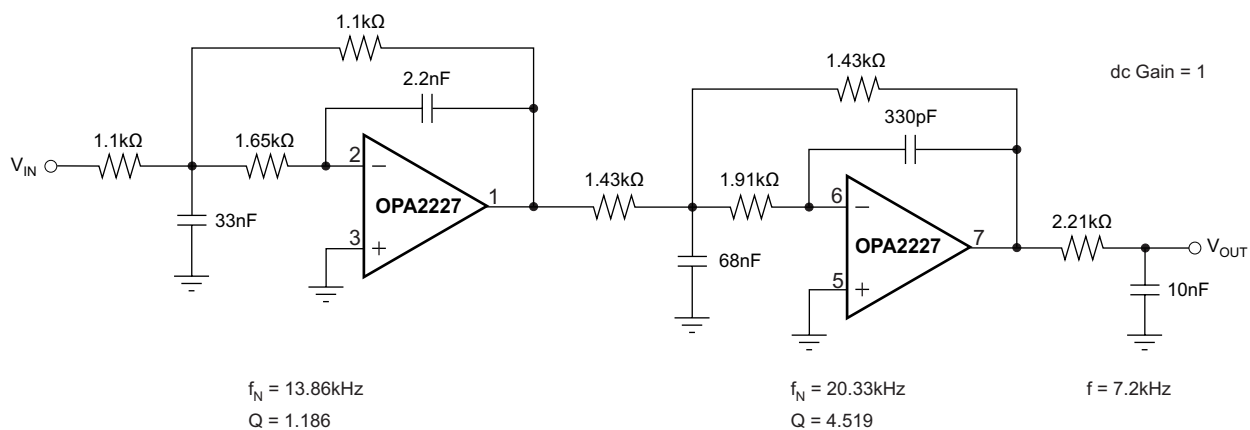 1.1kΩ
2.2nF
1.1kΩ
1.65kΩ
V_IN
2
−
OPA2227
1
3
+
33nF
1.43kΩ
330pF
dc Gain = 1
1.43kΩ
1.91kΩ
6
−
OPA2227
7
5
+
68nF
2.21kΩ
V_OUT
10nF
f_N = 13.86kHz
Q = 1.186
f_N = 20.33kHz
Q = 4.519
f = 7.2kHz